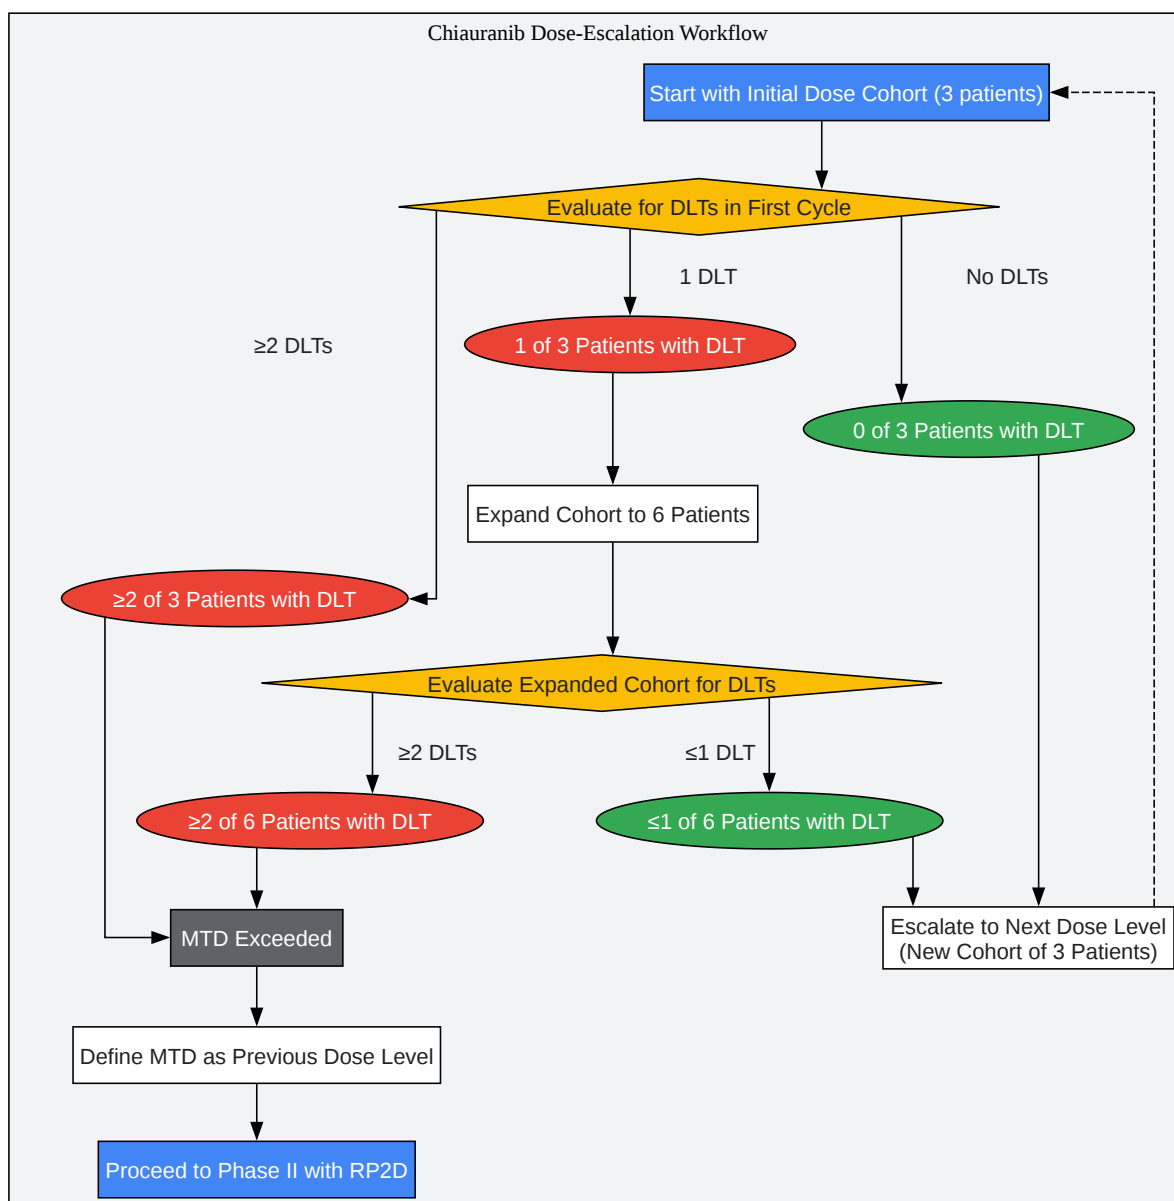 Chiauranib Dose-Escalation Workflow
Start with Initial Dose Cohort (3 patients)
Evaluate for DLTs in First Cycle
1 DLT
No DLTs
≥2 DLTs
1 of 3 Patients with DLT
0 of 3 Patients with DLT
Expand Cohort to 6 Patients
≥2 of 3 Patients with DLT
Evaluate Expanded Cohort for DLTs
≥2 DLTs
≤1 DLT
≥2 of 6 Patients with DLT
≤1 of 6 Patients with DLT
MTD Exceeded
Escalate to Next Dose Level
(New Cohort of 3 Patients)
Define MTD as Previous Dose Level
Proceed to Phase II with RP2D